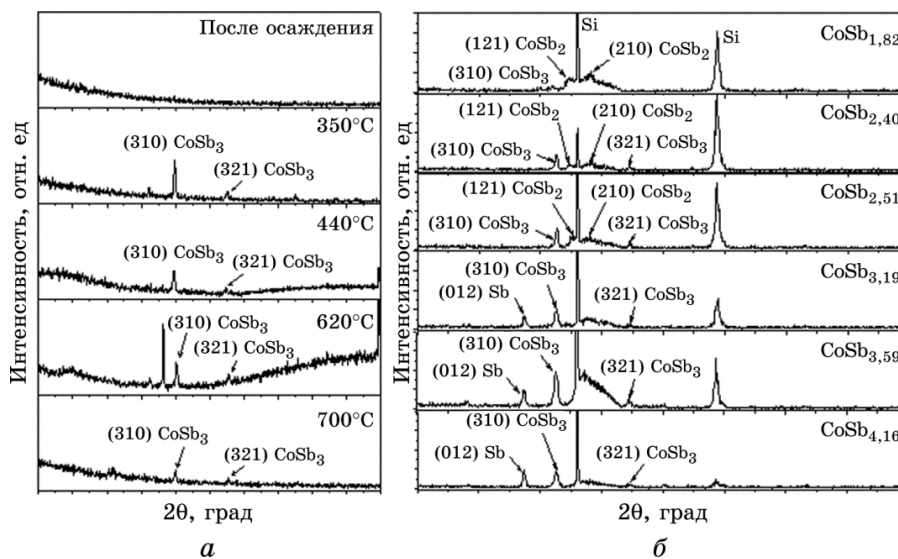 После осаждения
350°C
(310) CoSb3
(321) CoSb3
440°C
(310) CoSb3
(321) CoSb3
620°C
(310) CoSb3
(321) CoSb3
700°C
(310) CoSb3
(321) CoSb3
Интенсивность, отн. ед
2θ, град
а
Si
Si
CoSb1,82
(121) CoSb2
(210) CoSb2
(310) CoSb3
CoSb2,40
(121) CoSb2
(210) CoSb2
(310) CoSb3
(321) CoSb3
CoSb2,51
(121) CoSb2
(210) CoSb2
(310) CoSb3
(321) CoSb3
CoSb3,19
(310) CoSb3
(012) Sb
(321) CoSb3
CoSb3,59
(310) CoSb3
(012) Sb
(321) CoSb3
CoSb4,16
(310) CoSb3
(012) Sb
(321) CoSb3
Интенсивность, отн. ед
2θ, град
б